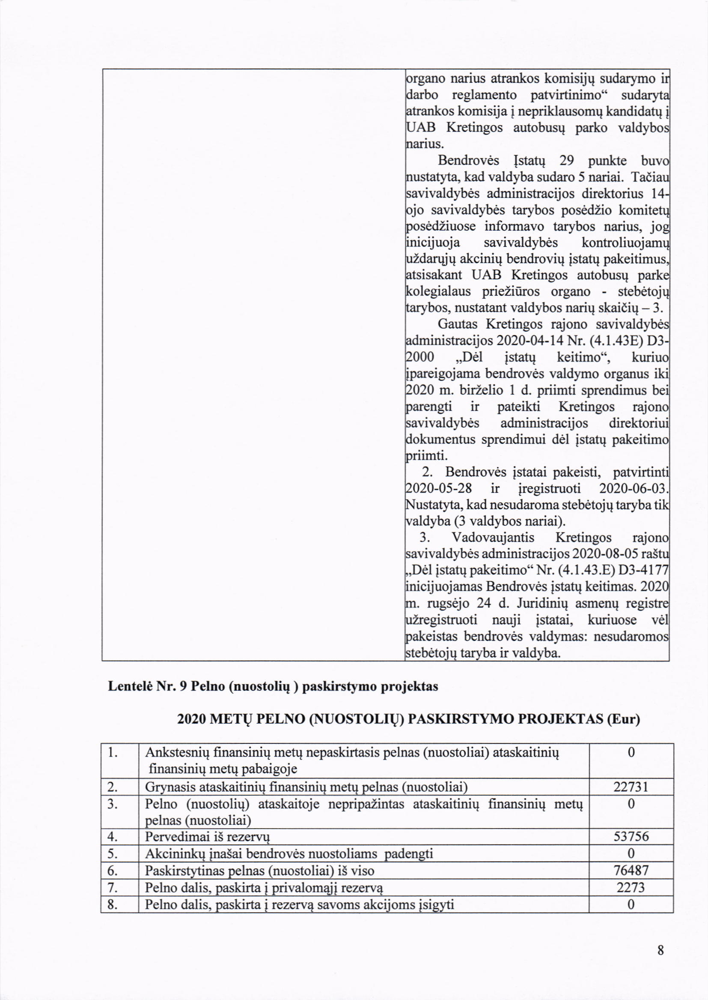 organo narius atrankos komisijų sudarymo ir
darbo reglamento patvirtinimo“ sudaryta
atrankos komisija į nepriklausomų kandidatų į
UAB Kretingos autobusų parko valdybos
narius.
Bendrovės Įstatų 29 punkte buvo
nustatyta, kad valdyba sudaro 5 nariai. Tačiau
savivaldybės administracijos direktorius 14-
ojo savivaldybės tarybos posėdžio komitetų
posėdžiuose informavo tarybos narius, jog
inicijuoja savivaldybės kontroliuojamų
uždarųjų akcinių bendrovių įstatų pakeitimus,
atsisakant UAB Kretingos autobusų parke
kolegialaus priežiūros organo - stebėtojų
tarybos, nustatant valdybos narių skaičių – 3.
Gautas Kretingos rajono savivaldybės
administracijos 2020-04-14 Nr. (4.1.43E) D3-
2000 „Dėl įstatų keitimo“, kuriuo
įpareigojama bendrovės valdymo organus iki
2020 m. birželio 1 d. priimti sprendimus bei
parengti ir pateikti Kretingos rajono
savivaldybės administracijos direktoriui
dokumentus sprendimui dėl įstatų pakeitimo
priimti.
2. Bendrovės įstatai pakeisti, patvirtinti
2020-05-28 ir įregistruoti 2020-06-03.
Nustatyta, kad nesudaroma stebėtojų taryba tik
valdyba (3 valdybos nariai).
3. Vadovaujantis Kretingos rajono
savivaldybės administracijos 2020-08-05 raštu
„Dėl įstatų pakeitimo“ Nr. (4.1.43.E) D3-4177
inicijuojamas Bendrovės įstatų keitimas. 2020
m. rugsėjo 24 d. Juridinių asmenų registre
užregistruoti nauji įstatai, kuriuose vėl
pakeistas bendrovės valdymas: nesudaromos
stebėtojų taryba ir valdyba.
Lentelė Nr. 9 Pelno (nuostolių ) paskirstymo projektas
2020 METŲ PELNO (NUOSTOLIŲ) PASKIRSTYMO PROJEKTAS (Eur)
1. Ankstesnių finansinių metų nepaskirtasis pelnas (nuostoliai) ataskaitinių 0
finansinių metų pabaigoje
2. Grynasis ataskaitinių finansinių metų pelnas (nuostoliai) 22731
3. Pelno (nuostolių) ataskaitoje nepripažintas ataskaitinių finansinių metų 0
pelnas (nuostoliai)
4. Pervedimai iš rezervų 53756
5. Akcininkų įnašai bendrovės nuostoliams padengti 0
6. Paskirstytinas pelnas (nuostoliai) iš viso 76487
7. Pelno dalis, paskirta į privalomąjį rezervą 2273
8. Pelno dalis, paskirta į rezervą savoms akcijoms įsigyti 0
8